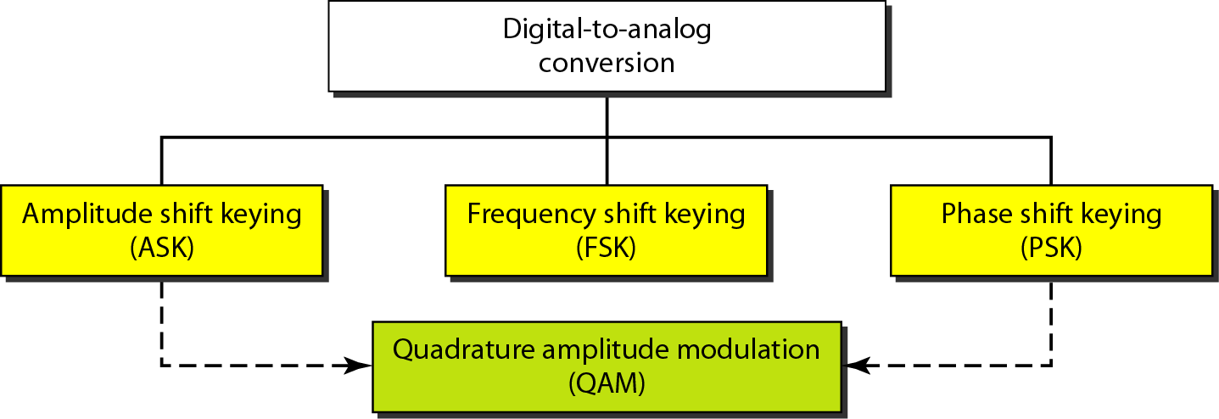 Digital-to-analog
conversion
Amplitude shift keying
(ASK)
Frequency shift keying
(FSK)
Phase shift keying
(PSK)
Quadrature amplitude modulation
(QAM)